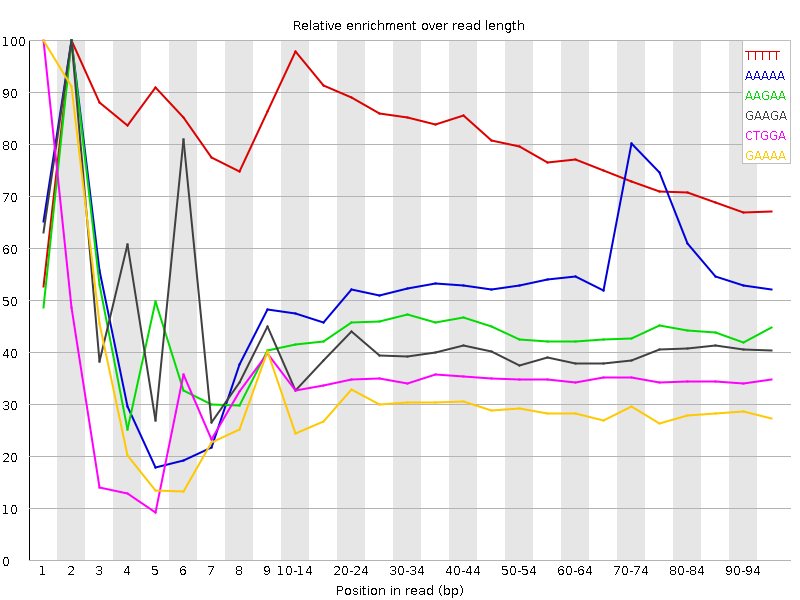 Relative enrichment over read length
100
90
80
70
60
50
40
30
20
10
0
TTTTT
AAAAA
AAGAA
GAAGA
CTGGA
GAAAA
1 2 3 4 5 6 7 8 9 10-14 20-24 30-34 40-44 50-54 60-64 70-74 80-84 90-94
Position in read (bp)